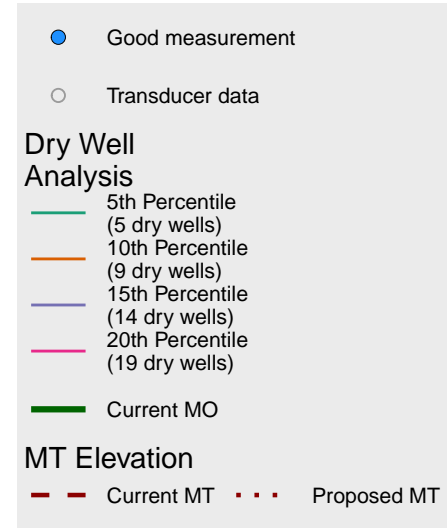 Good measurement
Transducer data
Dry Well
Analysis
5th Percentile
(5 dry wells)
10th Percentile
(9 dry wells)
15th Percentile
(14 dry wells)
20th Percentile
(19 dry wells)
Current MO
MT Elevation
Current MT Proposed MT